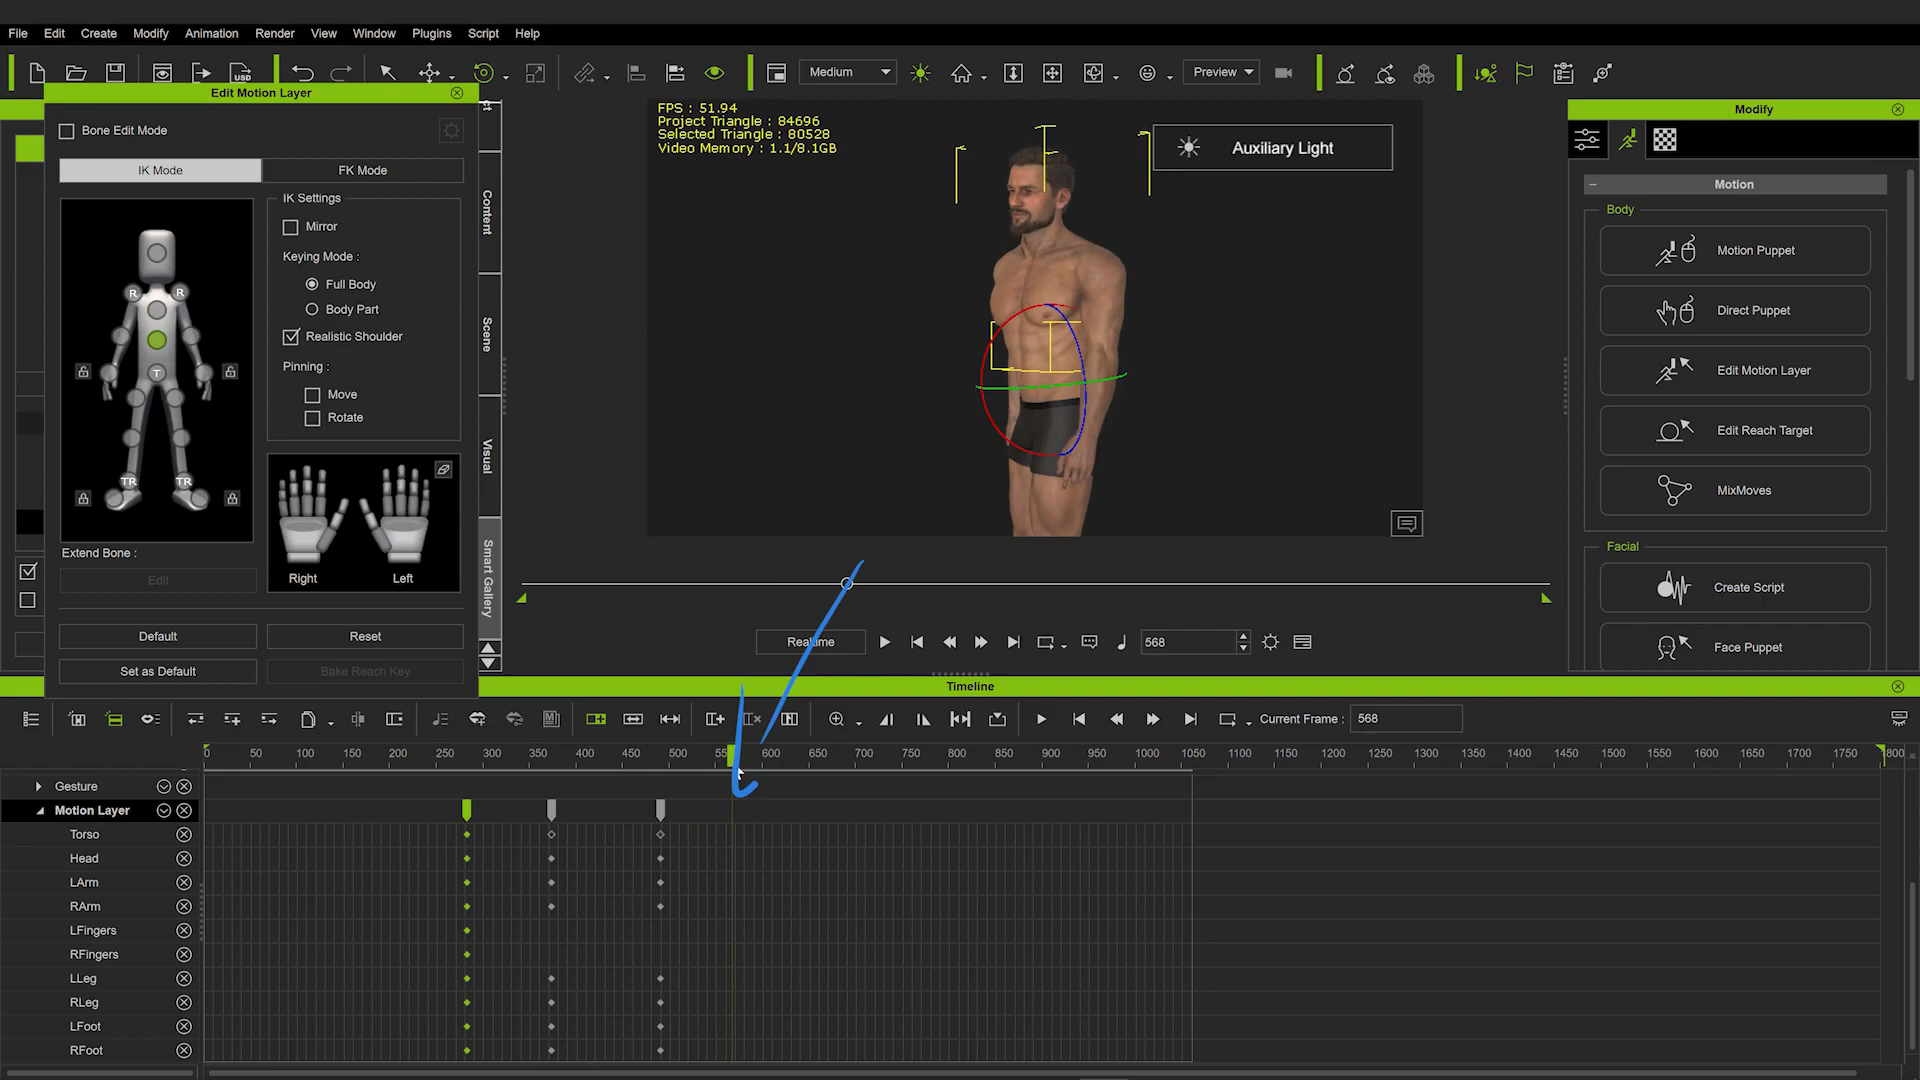 File Edit Create Modify Animation Render View Window Plugins Script Help
USD
Medium
Preview
Edit Motion Layer
Bone Edit Mode
IK Mode
FK Mode
R
R
T
TR
TR
IK Settings
Mirror
Keying Mode :
Full Body
Body Part
Realistic Shoulder
Pinning :
Move
Rotate
Right
Left
Extend Bone :
Edit
Default
Reset
Set as Default
Bake Reach Key
Content
Scene
Visual
Smart Gallery
FPS : 51.94
Project Triangle : 84696
Selected Triangle : 80528
Video Memory : 1.1/8.1GB
Auxiliary Light
Modify
Motion
Body
Motion Puppet
Direct Puppet
Edit Motion Layer
Edit Reach Target
MixMoves
Facial
Create Script
Face Puppet
Realtime
568
Timeline
Current Frame : 568
0 50 100 150 200 250 300 350 400 450 500 600 650 700 750 800 850 900 950 1000 1050 1100 1150 1200 1250 1300 1350 1400 1450 1500 1550 1600 1650 1700 1750
Gesture
Motion Layer
Torso
Head
LArm
RArm
LFingers
RFingers
LLeg
RLeg
LFoot
RFoot